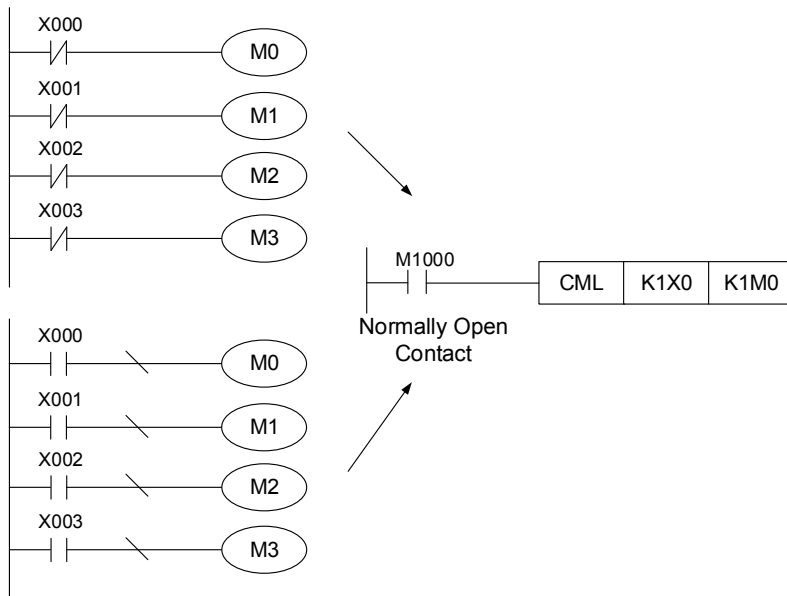 X000
M0
X001
M1
X002
M2
X003
M3
M1000
CML K1X0 K1M0
Normally Open
Contact
X000
M0
X001
M1
X002
M2
X003
M3